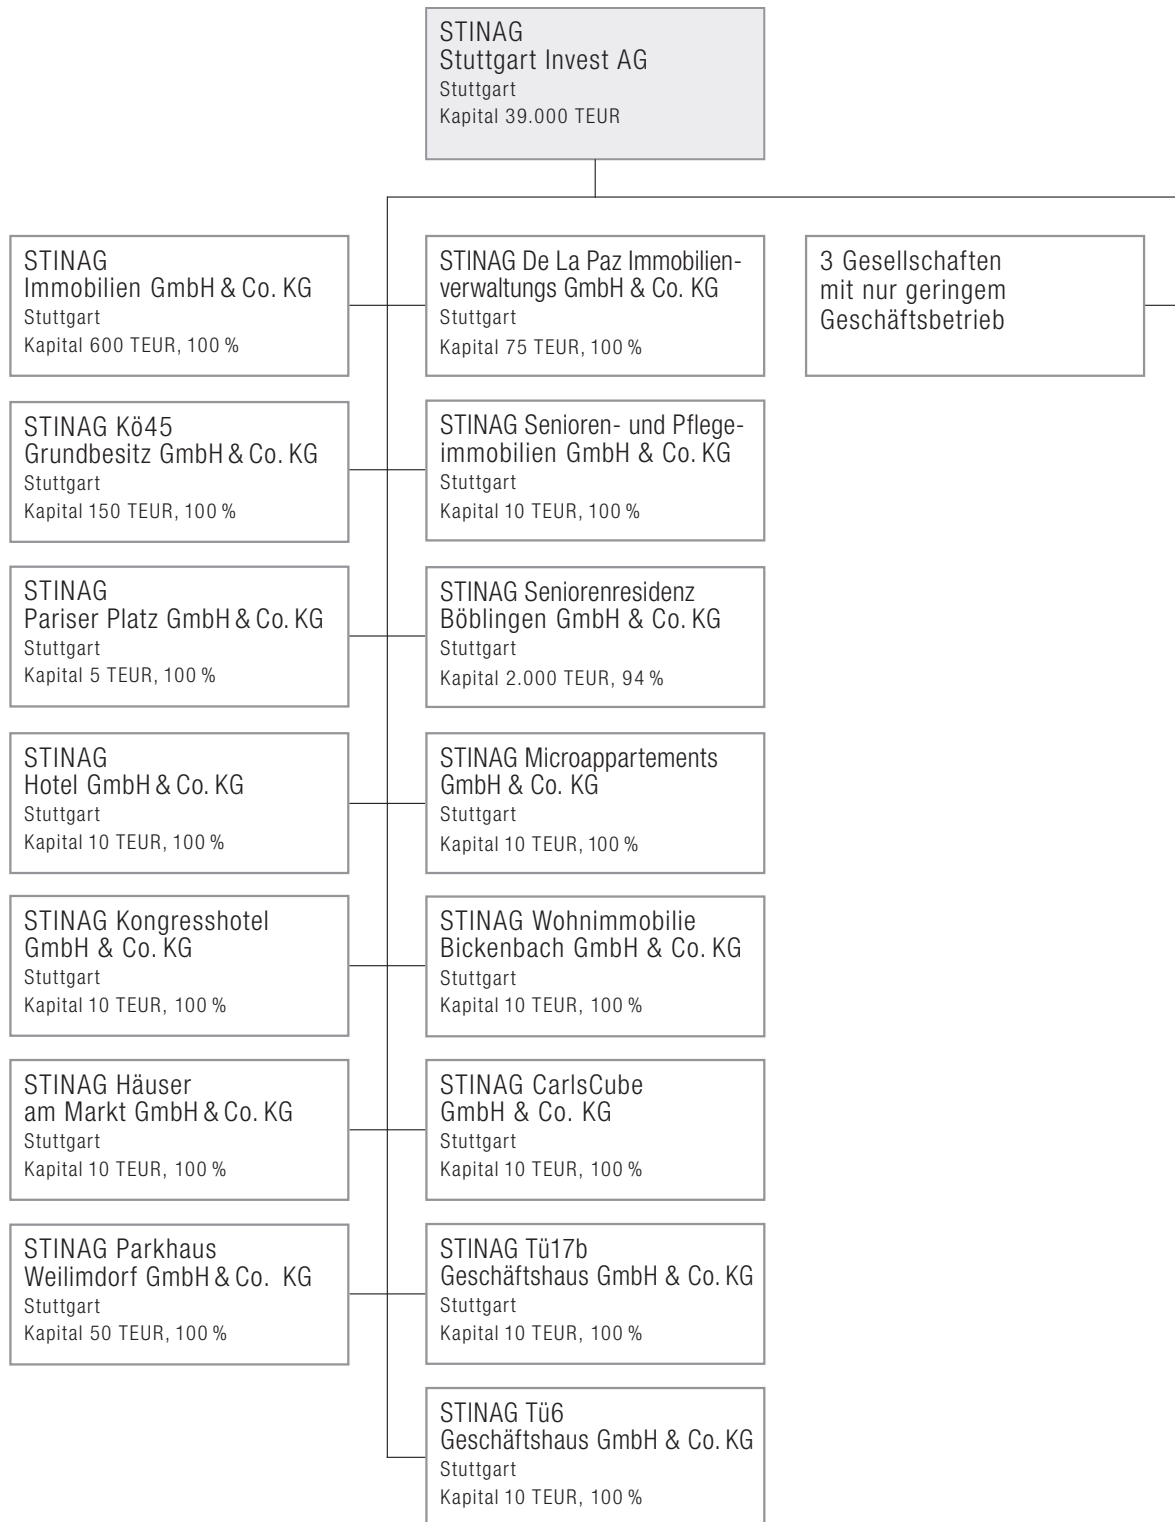 STINAG
Stuttgart Invest AG
Stuttgart
Kapital 39.000 TEUR
STINAG
Immobilien GmbH & Co. KG
Stuttgart
Kapital 600 TEUR, 100 %
STINAG De La Paz Immobilien-
verwaltungs GmbH & Co. KG
Stuttgart
Kapital 75 TEUR, 100 %
3 Gesellschaften
mit nur geringem
Geschäftsbetrieb
STINAG Kö45
Grundbesitz GmbH & Co. KG
Stuttgart
Kapital 150 TEUR, 100 %
STINAG Senioren- und Pflege-
immobilien GmbH & Co. KG
Stuttgart
Kapital 10 TEUR, 100 %
STINAG
Pariser Platz GmbH & Co. KG
Stuttgart
Kapital 5 TEUR, 100 %
STINAG Seniorenresidenz
Böblingen GmbH & Co. KG
Stuttgart
Kapital 2.000 TEUR, 94 %
STINAG
Hotel GmbH & Co. KG
Stuttgart
Kapital 10 TEUR, 100 %
STINAG Microappartements
GmbH & Co. KG
Stuttgart
Kapital 10 TEUR, 100 %
STINAG Kongresshotel
GmbH & Co. KG
Stuttgart
Kapital 10 TEUR, 100 %
STINAG Wohnimmobilie
Bickenbach GmbH & Co. KG
Stuttgart
Kapital 10 TEUR, 100 %
STINAG Häuser
am Markt GmbH & Co. KG
Stuttgart
Kapital 10 TEUR, 100 %
STINAG CarlsCube
GmbH & Co. KG
Stuttgart
Kapital 10 TEUR, 100 %
STINAG Parkhaus
Weilimdorf GmbH & Co. KG
Stuttgart
Kapital 50 TEUR, 100 %
STINAG Tü17b
Geschäftshaus GmbH & Co. KG
Stuttgart
Kapital 10 TEUR, 100 %
STINAG Tü6
Geschäftshaus GmbH & Co. KG
Stuttgart
Kapital 10 TEUR, 100 %